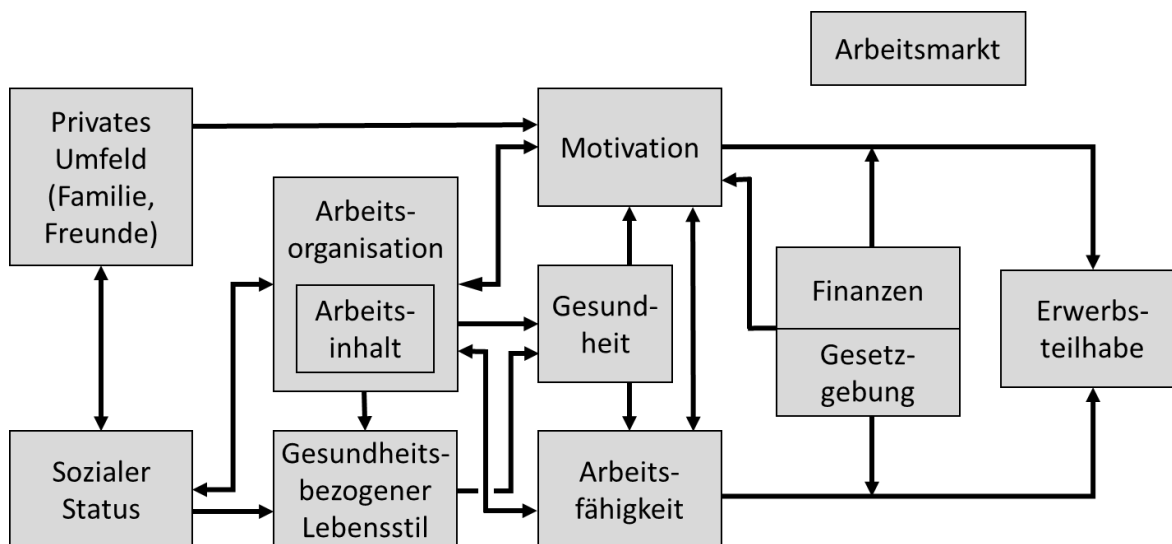 Arbeitsmarkt
Privates
Umfeld
(Familie,
Freunde)
Motivation
Arbeits-
organisation
Arbeits-
inhalt
Gesund-
heit
Finanzen
Gesetz-
gebung
Erwerbs-
teilhabe
Sozialer
Status
Gesundheits-
bezogener
Lebensstil
Arbeits-
fähigkeit